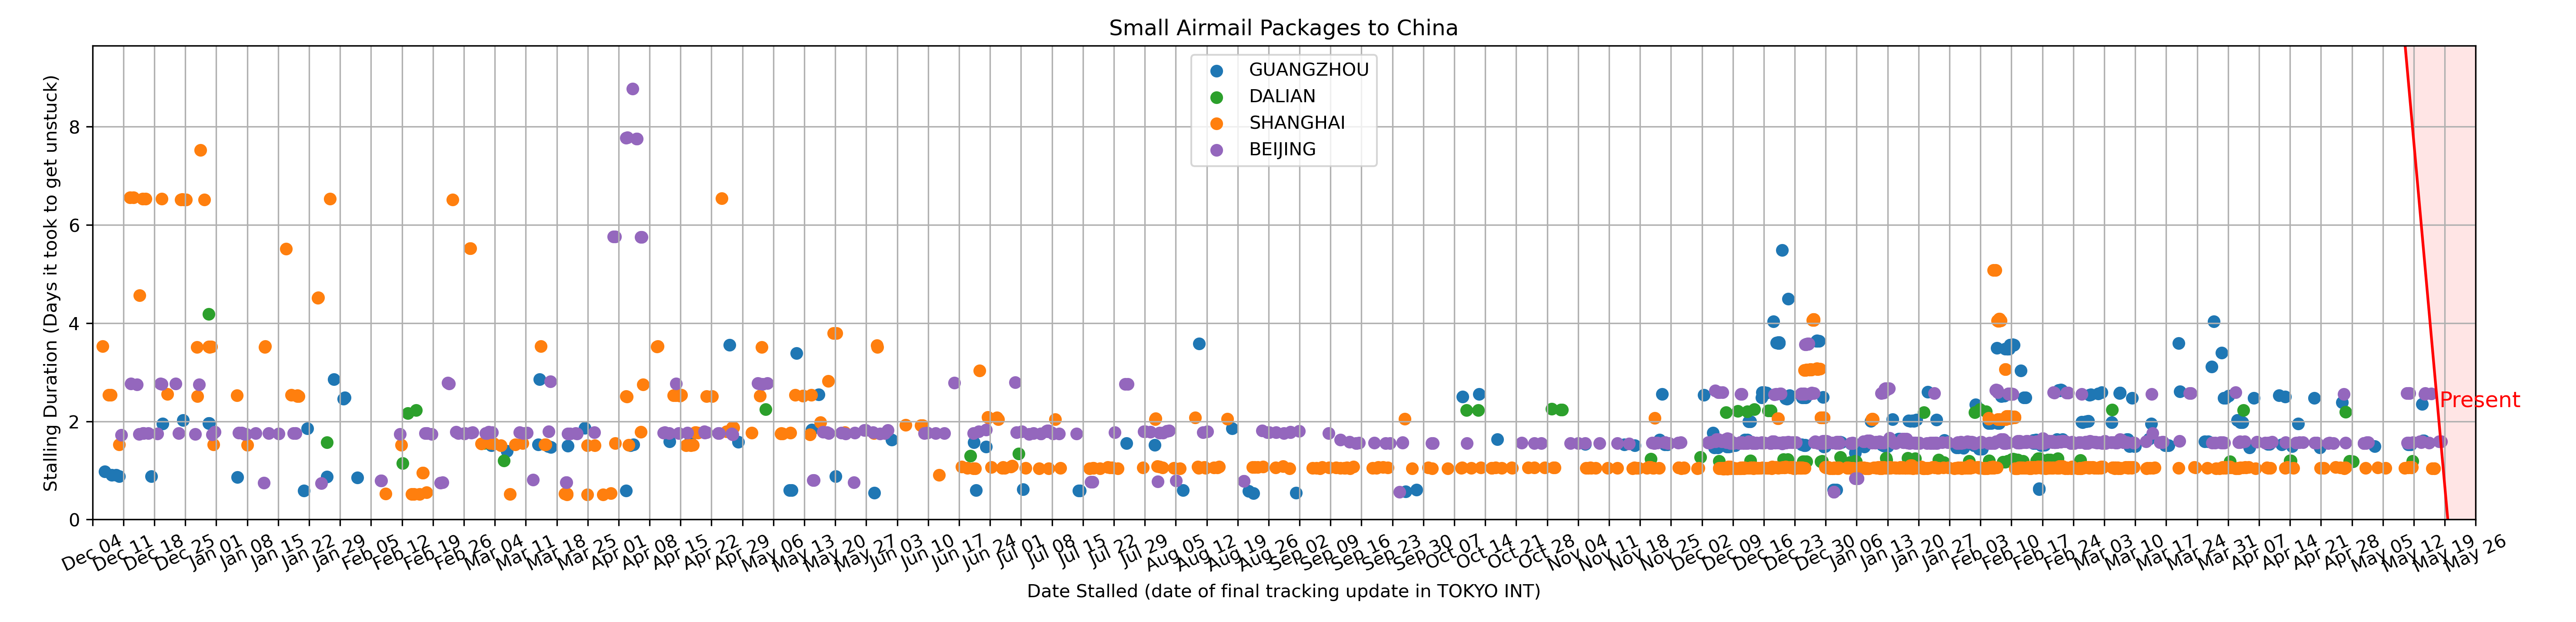 Small Airmail Packages to China
GUANGZHOU
DALIAN
SHANGHAI
BEIJING
Stalling Duration (Days it took to get unstuck)
8
6
4
2
0
Present
Dec 04
Dec 11
Dec 18
Dec 25
Jan 01
Jan 08
Jan 15
Jan 22
Jan 29
Feb 05
Feb 12
Feb 19
Feb 26
Mar 04
Mar 11
Mar 18
Mar 25
Apr 01
Apr 08
Apr 15
Apr 22
Apr 29
May 06
May 13
May 20
May 27
Jun 03
Jun 10
Jun 17
Jun 24
Jul 01
Jul 08
Jul 15
Jul 22
Jul 29
Aug 05
Aug 12
Aug 19
Aug 26
Sep 02
Sep 09
Sep 16
Sep 23
Sep 30
Oct 07
Oct 14
Oct 21
Oct 28
Nov 04
Nov 11
Nov 18
Nov 25
Dec 02
Dec 09
Dec 16
Dec 23
Dec 30
Jan 06
Jan 13
Jan 20
Jan 27
Feb 03
Feb 10
Feb 17
Feb 24
Mar 03
Mar 10
Mar 17
Mar 24
Mar 31
Apr 07
Apr 14
Apr 21
Apr 28
May 05
May 12
May 19
May 26
Date Stalled (date of final tracking update in TOKYO INT)